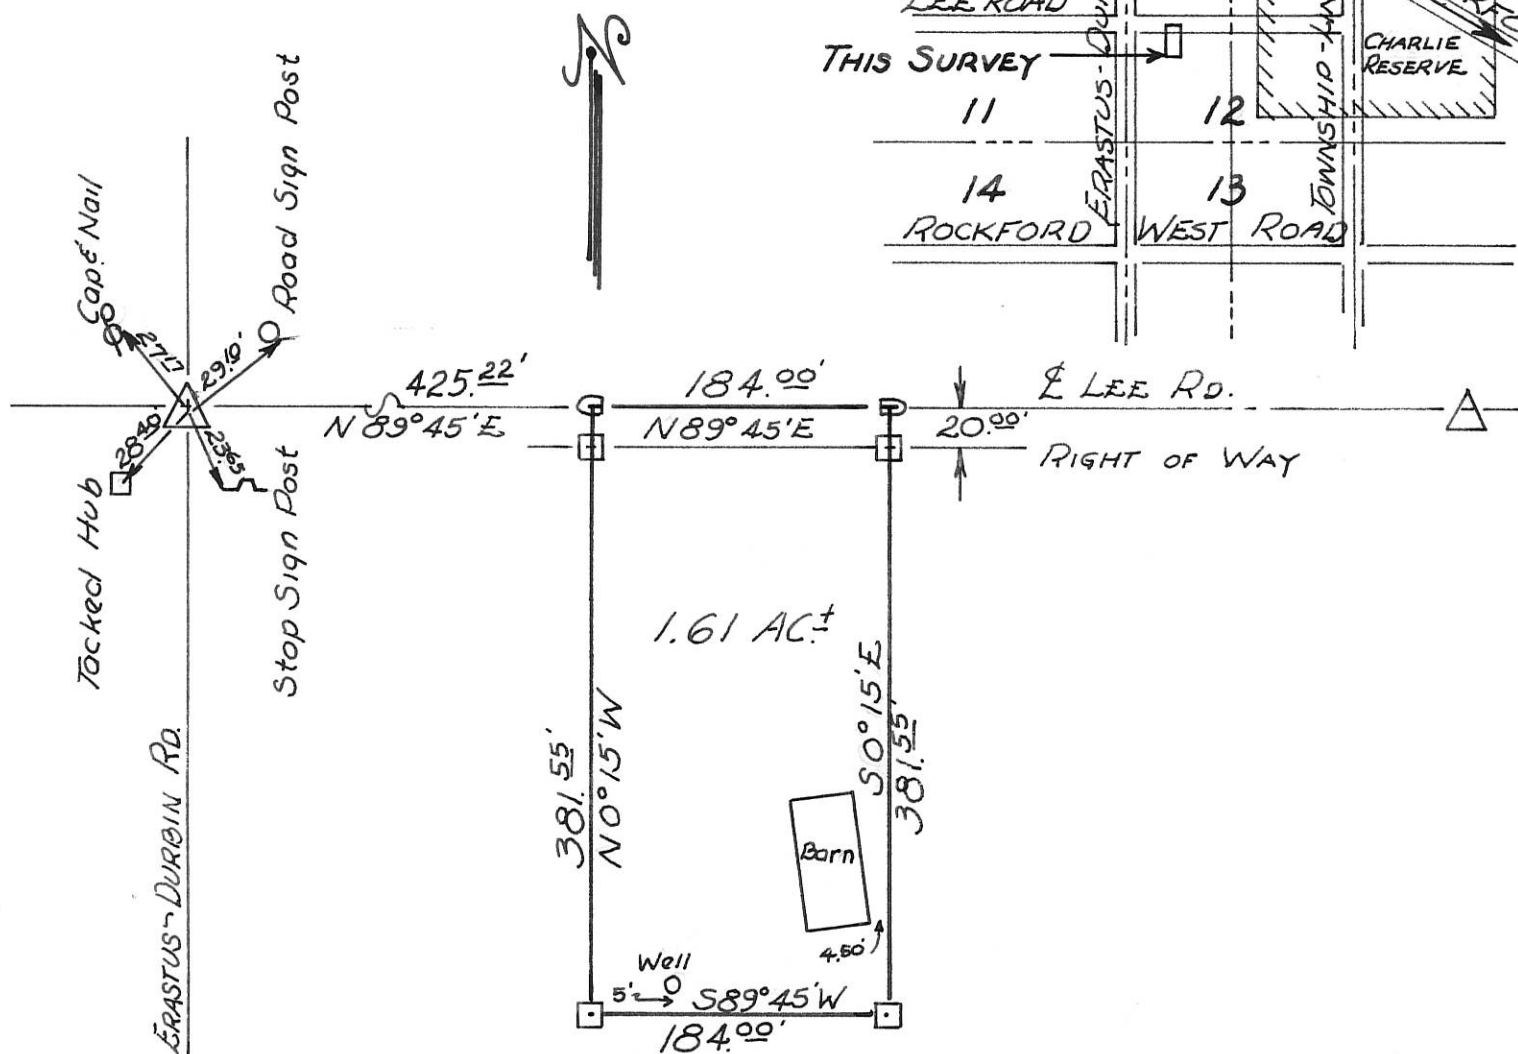 N
LEE ROAD
THIS SURVEY
CHARLIE
RESERVE
11
12
14
13
ERASTUS-
TOWNSHIP-
ROCKFORD WEST ROAD
Cap & Nail
Road Sign Post
27.17
29.10'
28.40'
23.65
Tacked Hub
Stop Sign Post
ERASTUS-DURBIN RD.
425.22'
N89°45'E
184.00'
N89°45'E
20.00'
℄ LEE RD.
RIGHT OF WAY
1.61 AC.±
381.55'
N0°15'W
S0°15'E
381.55'
Barn
4.50'
Well
5'
S89°45'W
184.00'